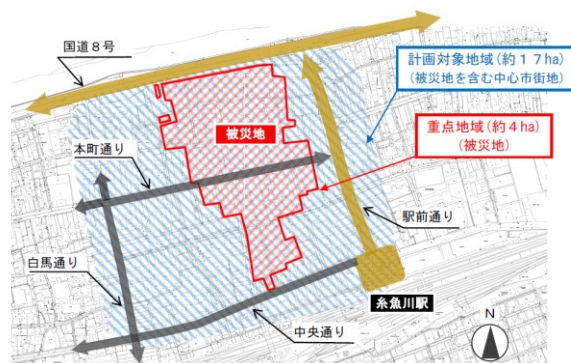 国道８号
計画対象地域(約１７ha)
(被災地を含む中心市街地)
重点地域(約４ha)
(被災地)
被災地
本町通り
駅前通り
白馬通り
糸魚川駅
中央通り
N